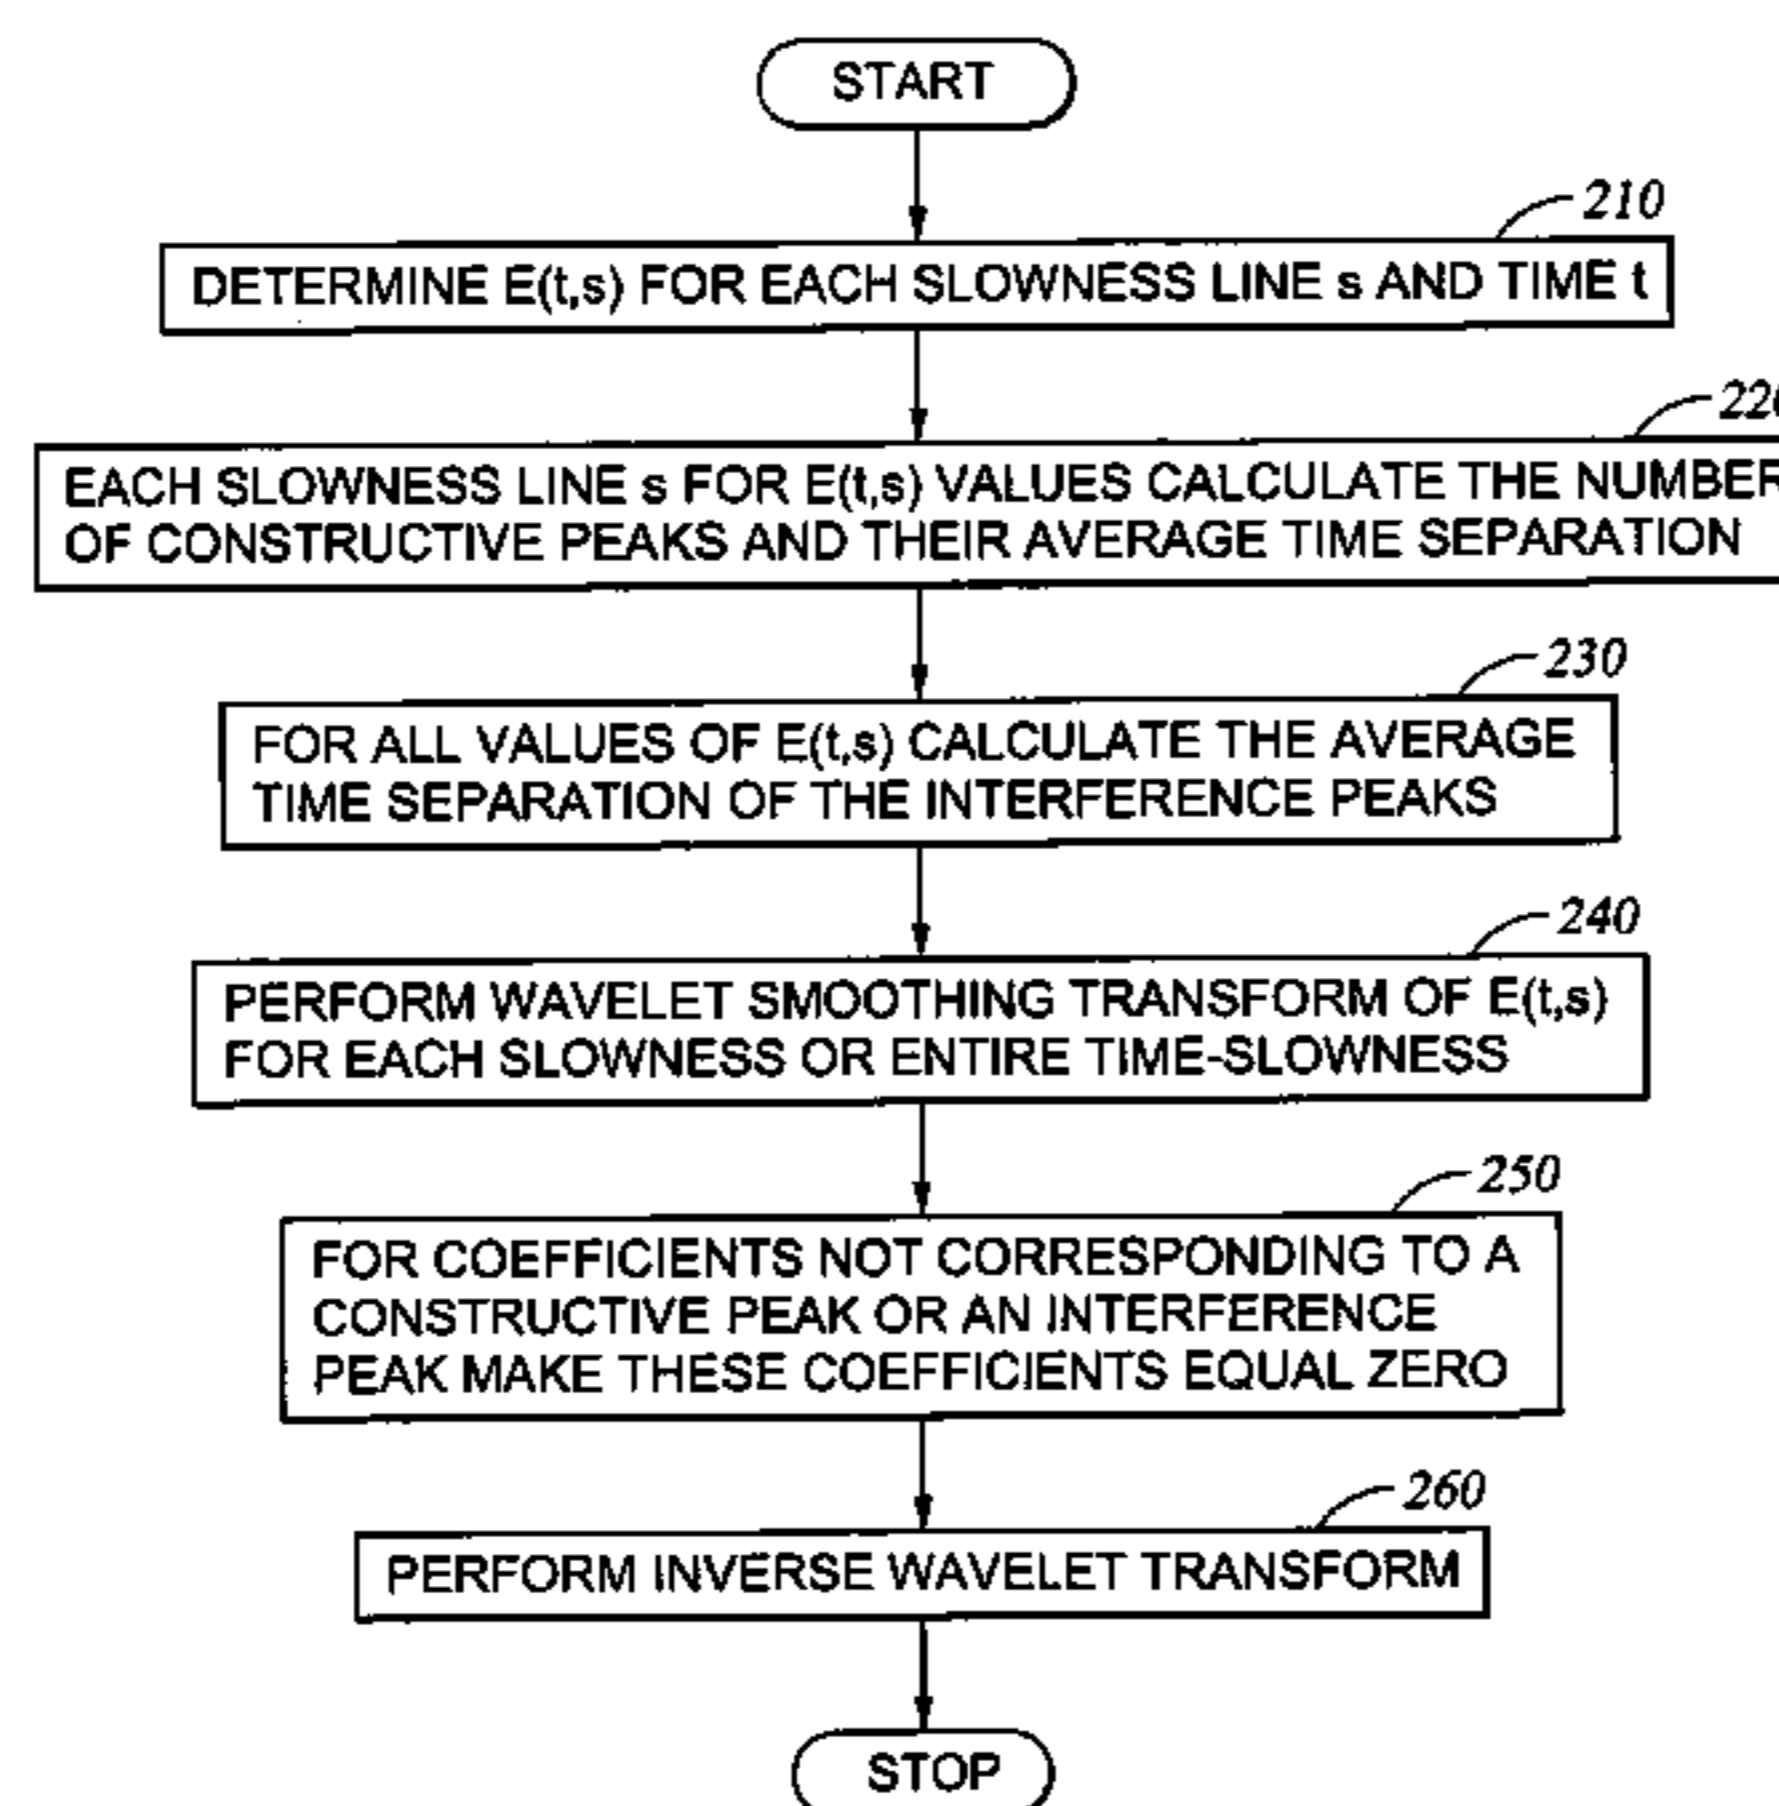 START
210
DETERMINE E(t,s) FOR EACH SLOWNESS LINE s AND TIME t
220
EACH SLOWNESS LINE s FOR E(t,s) VALUES CALCULATE THE NUMBER
OF CONSTRUCTIVE PEAKS AND THEIR AVERAGE TIME SEPARATION
230
FOR ALL VALUES OF E(t,s) CALCULATE THE AVERAGE
TIME SEPARATION OF THE INTERFERENCE PEAKS
240
PERFORM WAVELET SMOOTHING TRANSFORM OF E(t,s)
FOR EACH SLOWNESS OR ENTIRE TIME-SLOWNESS
250
FOR COEFFICIENTS NOT CORRESPONDING TO A
CONSTRUCTIVE PEAK OR AN INTERFERENCE
PEAK MAKE THESE COEFFICIENTS EQUAL ZERO
260
PERFORM INVERSE WAVELET TRANSFORM
STOP